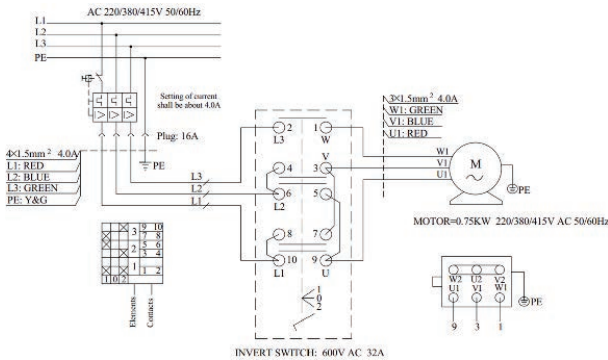 AC 220/380/415V 50/60Hz
L1
L2
L3
PE
Setting of current
shall be about 4.0A
Plug: 16A
PE
4×1.5mm² 4.0A
L1: RED
L2: BLUE
L3: GREEN
PE: Y&G
L3
L2
L1
2 1
L3 W
V
4 3
6 5
L2
8 7
10 9
L1 U
1
0
2
3×1.5mm² 4.0A
W1: GREEN
V1: BLUE
U1: RED
W1
V1
U1
M
PE
MOTOR=0.75KW 220/380/415V AC 50/60Hz
3 9 10
7 8
2 5 6
3 4
1 1 2
1 0 2
Elements
Contacts
W2 U2 V2
U1 V1 W1
PE
9 3 1
INVERT SWITCH: 600V AC 32A